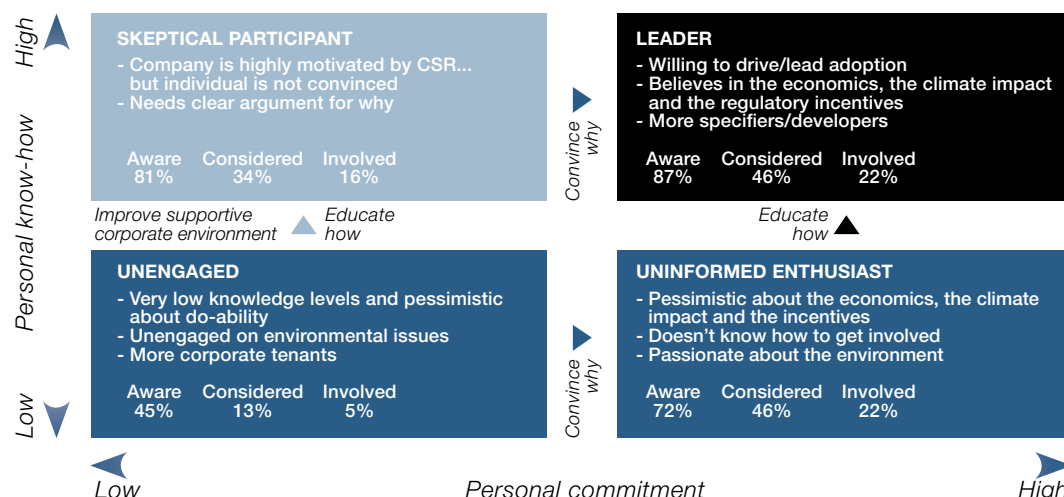 High
Personal know-how
Low
SKEPTICAL PARTICIPANT
- Company is highly motivated by CSR...
but individual is not convinced
- Needs clear argument for why
Aware Considered Involved
81% 34% 16%
Convince
why
LEADER
- Willing to drive/lead adoption
- Believes in the economics, the climate impact
and the regulatory incentives
- More specifiers/developers
Aware Considered Involved
87% 46% 22%
Improve supportive
corporate environment
Educate
how
Educate
how
UNENGAGED
- Very low knowledge levels and pessimistic
about do-ability
- Unengaged on environmental issues
- More corporate tenants
Aware Considered Involved
45% 13% 5%
Convince
why
UNINFORMED ENTHUSIAST
- Pessimistic about the economics, the climate
impact and the incentives
- Doesn't know how to get involved
- Passionate about the environment
Aware Considered Involved
72% 46% 22%
Low
Personal commitment
High